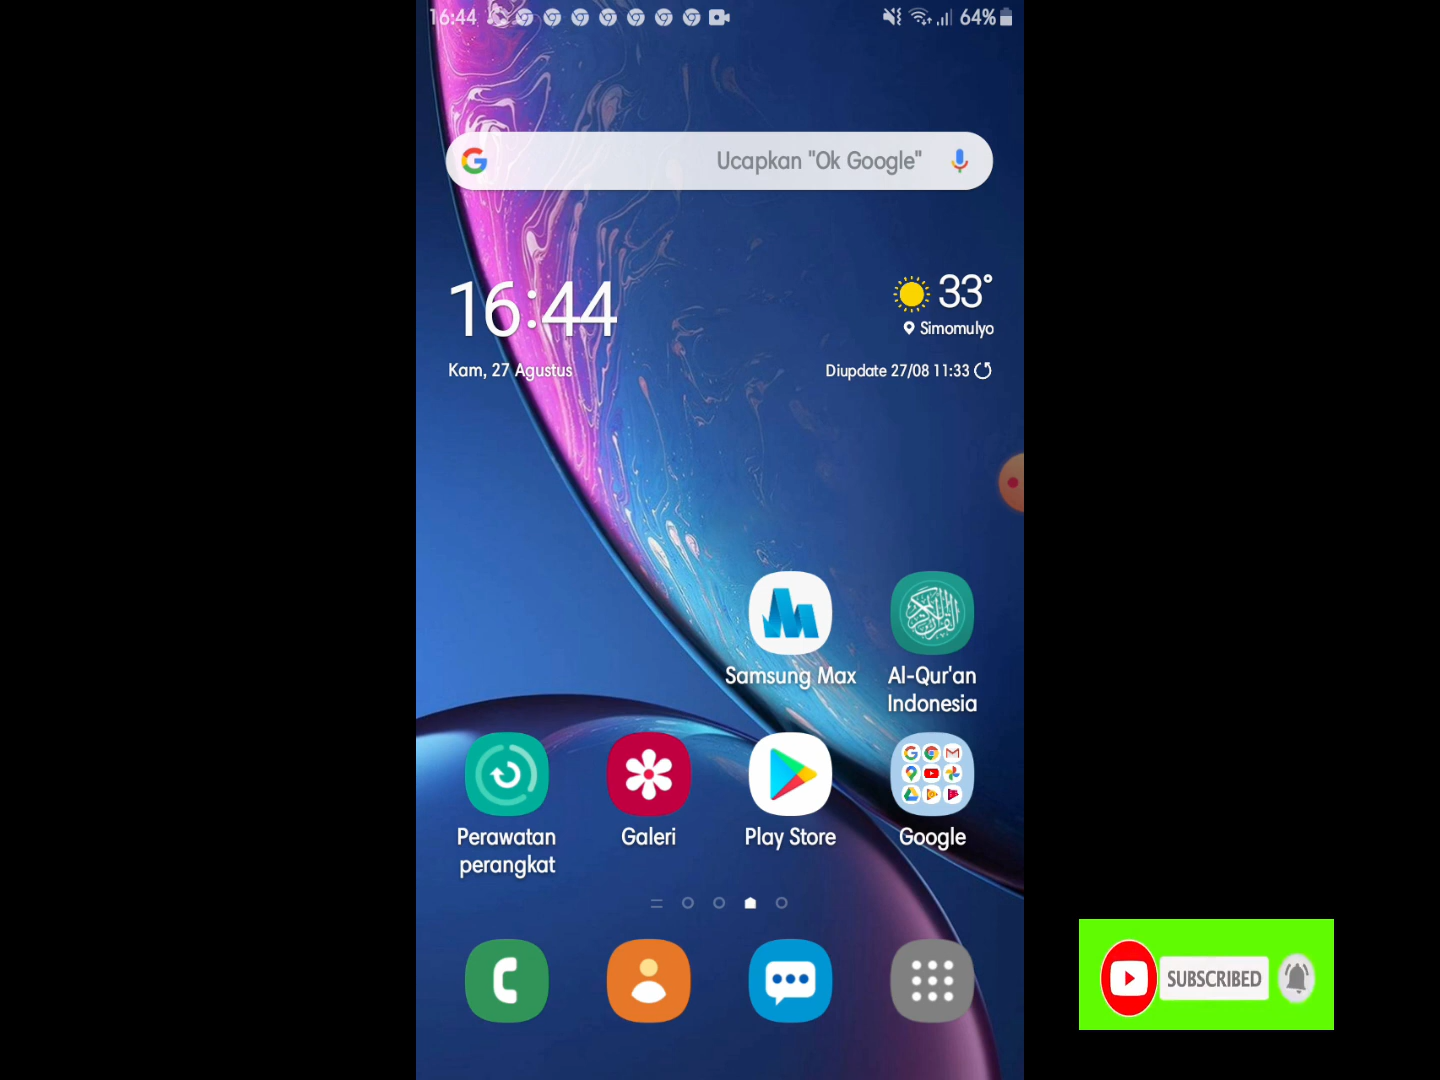 16:44
64%
Ucapkan "Ok Google"
16:44
33°
Simomulyo
Kam, 27 Agustus
Diupdate 27/08 11:33
Samsung Max
Al-Qur'an
Indonesia
Perawatan
perangkat
Galeri
Play Store
Google
SUBSCRIBED